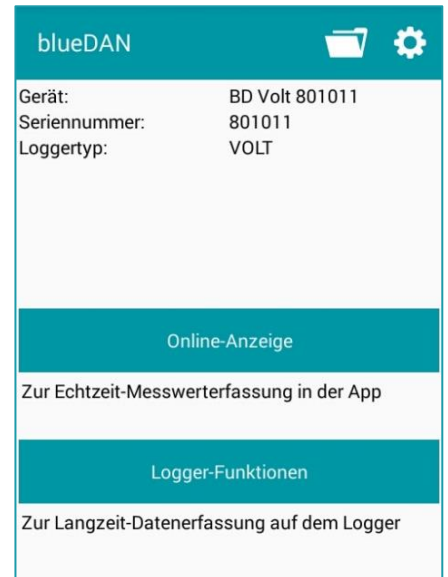 blueDAN
Gerät: BD Volt 801011
Seriennummer: 801011
Loggertyp: VOLT
Online-Anzeige
Zur Echtzeit-Messwerterfassung in der App
Logger-Funktionen
Zur Langzeit-Datenerfassung auf dem Logger